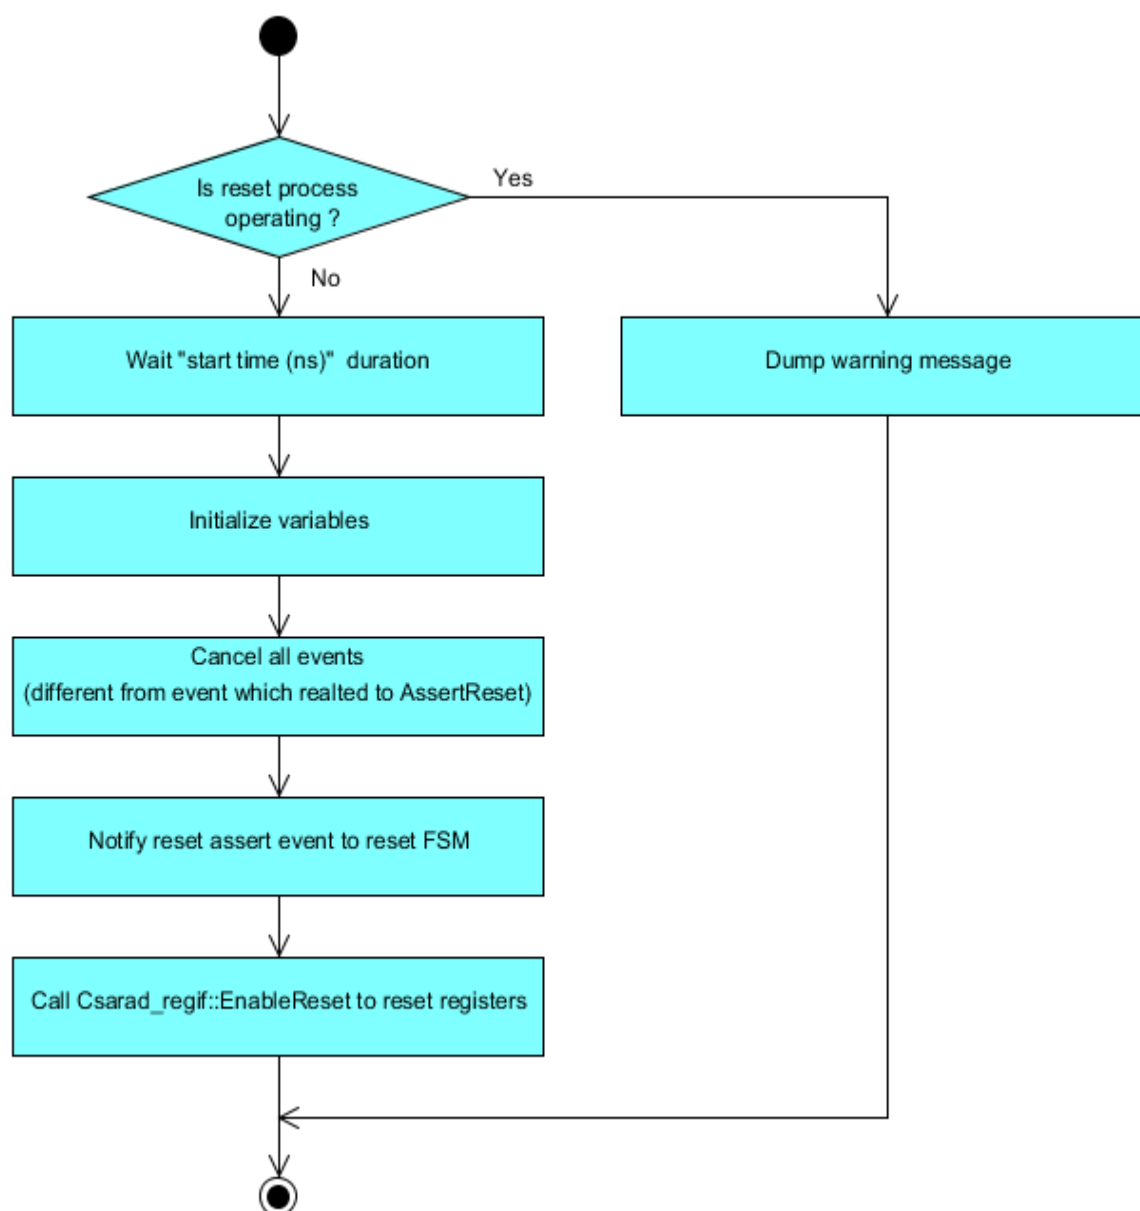 Is reset process
operating ?
Yes
No
Wait "start time (ns)"  duration
Dump warning message
Initialize variables
Cancel all events
(different from event which realted to AssertReset)
Notify reset assert event to reset FSM
Call Csarad_regif::EnableReset to reset registers